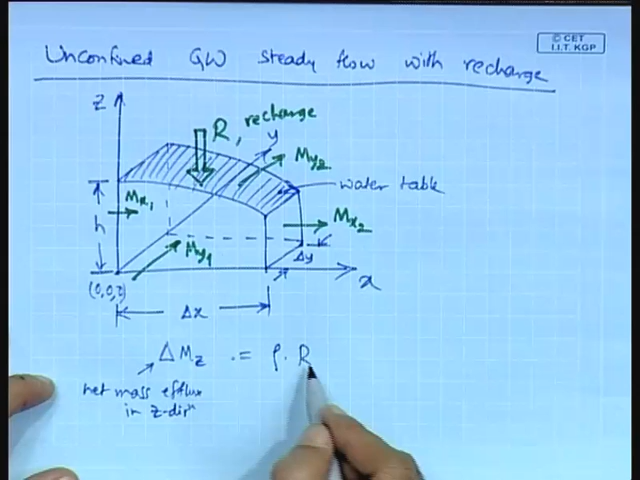 © CET
I.I.T. KGP
Unconfined GW steady flow with recharge
z
R, recharge
y
My₂
water table
Mx₁
h
Mx₂
My₁
Δy
(0,0,0)
x
Δx
ΔMz = ρ. R
net mass efflux
in z-dirⁿ